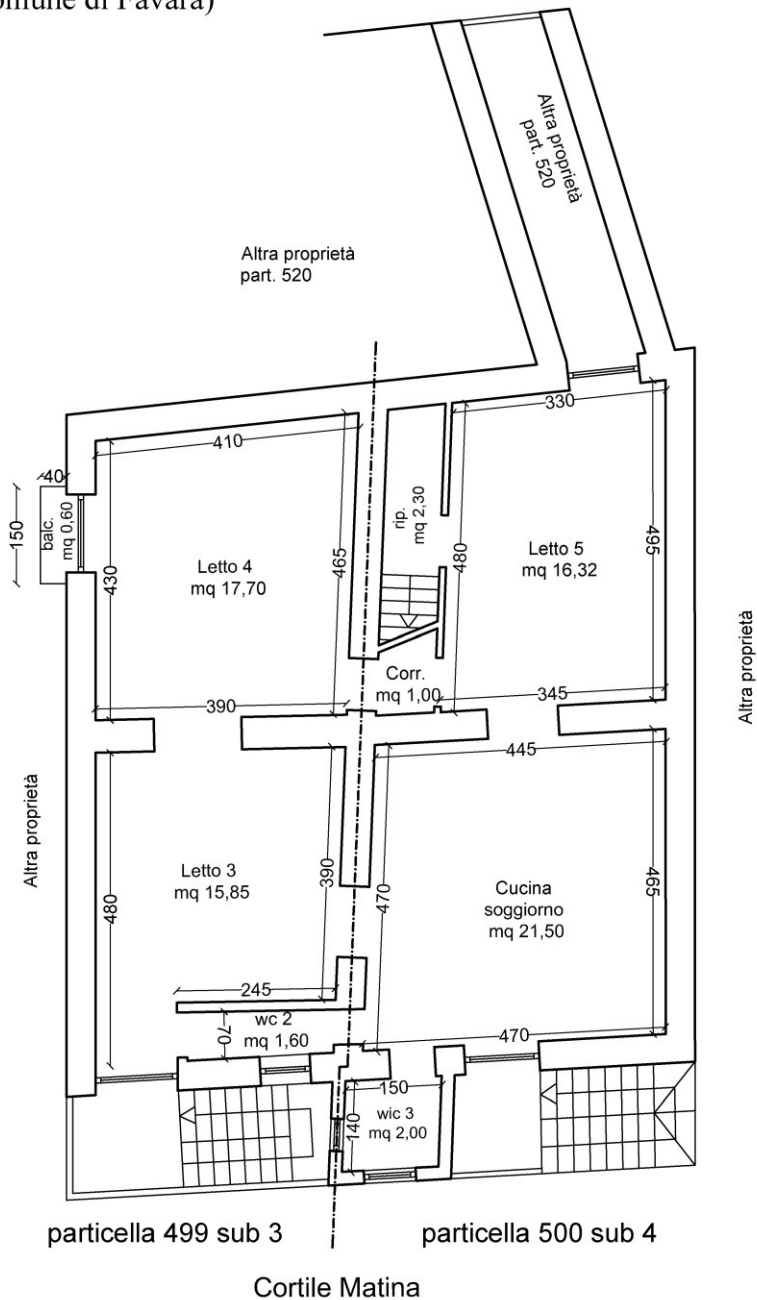 omune di Favara)
Altra proprietà
part. 520
Altra proprietà
part. 520
330
410
40
150
balc.
mq 0,60
430
Letto 4
mq 17,70
465
rip.
mq 2,30
480
Letto 5
mq 16,32
495
Altra proprietà
Corr.
mq 1,00
390
345
445
Altra proprietà
480
Letto 3
mq 15,85
390
470
Cucina
soggiorno
mq 21,50
465
245
70
wc 2
mq 1,60
470
150
140
wic 3
mq 2,00
particella 499 sub 3
particella 500 sub 4
Cortile Matina